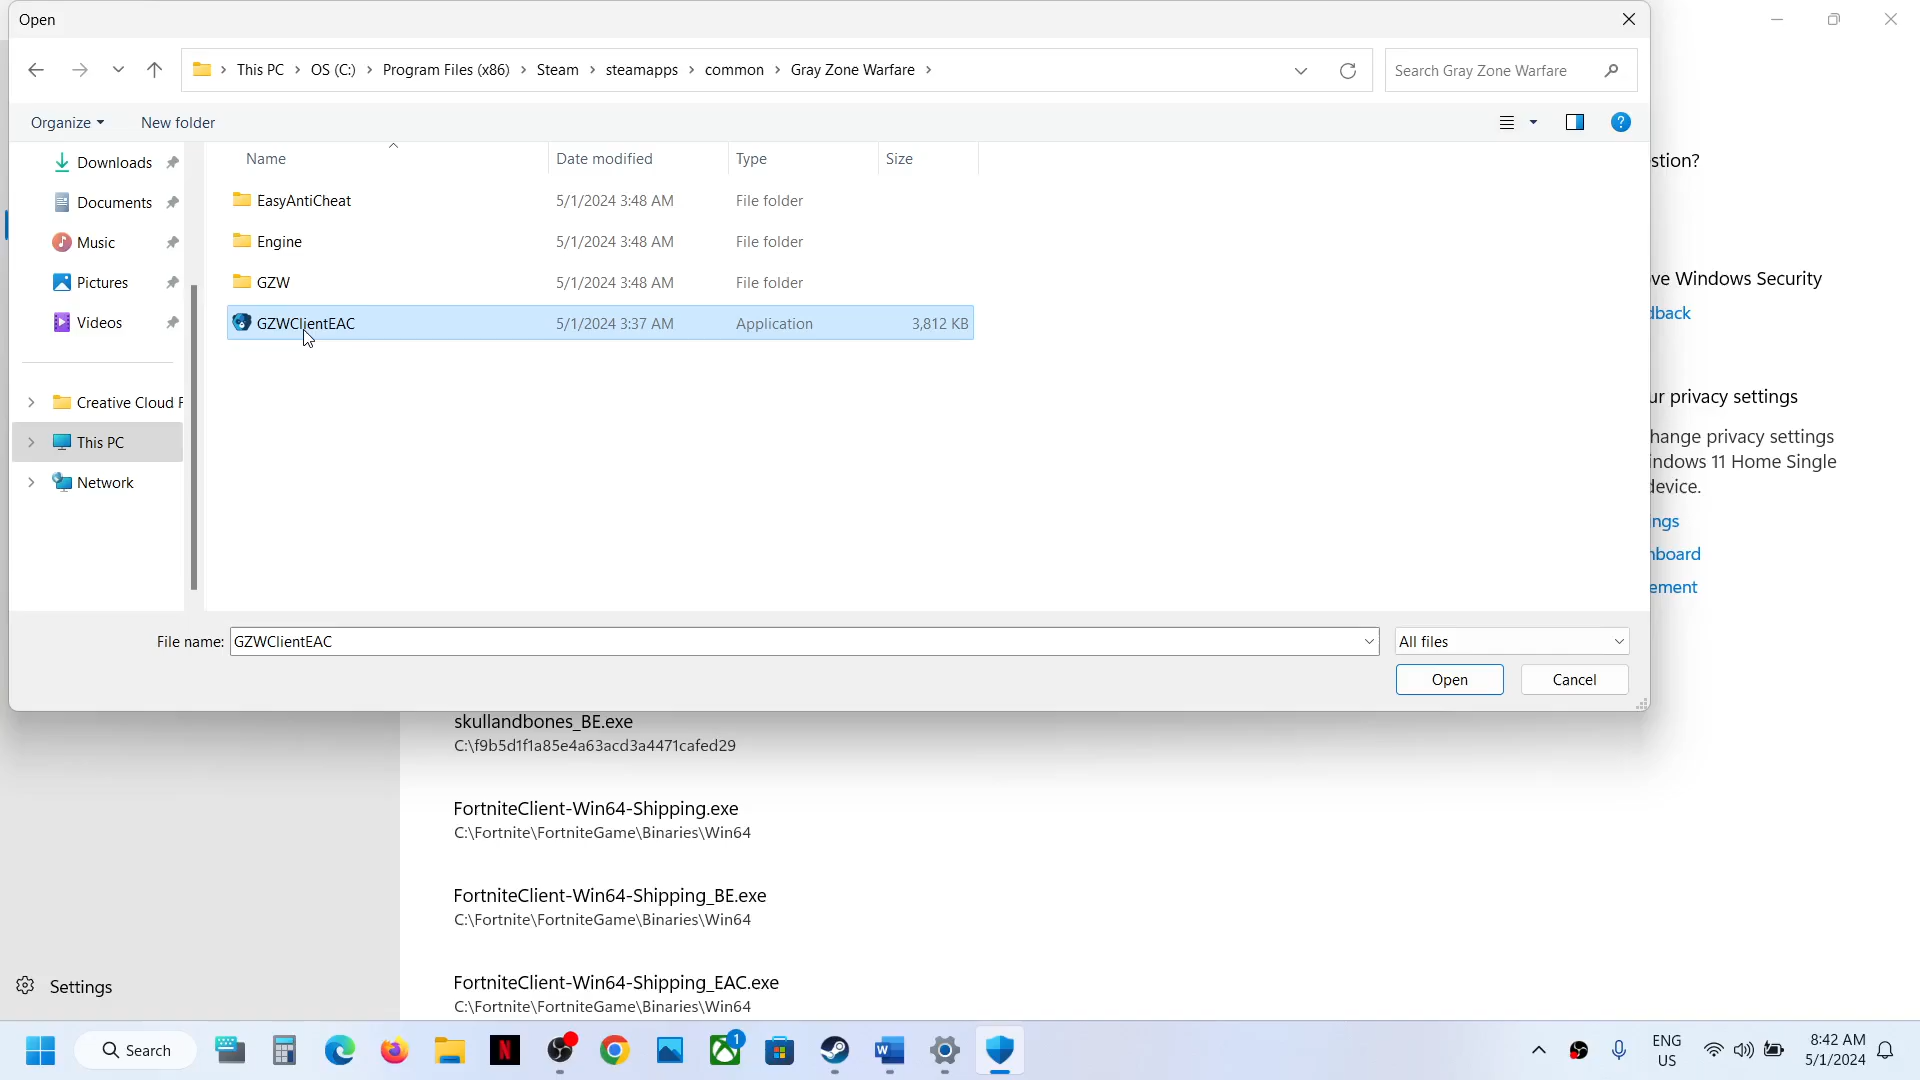 Open
This PC
OS (C:)
Program Files (x86)
Steam
steamapps
common
Gray Zone Warfare
Search Gray Zone Warfare
Organize
New folder
Downloads
Documents
Music
Pictures
Videos
Creative Cloud F
This PC
Network
Name
Date modified
Type
Size
EasyAntiCheat
5/1/2024 3:48 AM
File folder
Engine
5/1/2024 3:48 AM
File folder
GZW
5/1/2024 3:48 AM
File folder
GZWClientEAC
5/1/2024 3:37 AM
Application
3,812 KB
File name:
GZWClientEAC
All files
Open
Cancel
stion?
ve Windows Security
dback
ur privacy settings
hange privacy settings
indows 11 Home Single
device.
ings
hboard
ement
skullandbones_BE.exe
C:\f9b5d1f1a85e4a63acd3a4471cafed29
FortniteClient-Win64-Shipping.exe
C:\Fortnite\FortniteGame\Binaries\Win64
FortniteClient-Win64-Shipping_BE.exe
C:\Fortnite\FortniteGame\Binaries\Win64
FortniteClient-Win64-Shipping_EAC.exe
C:\Fortnite\FortniteGame\Binaries\Win64
Settings
Search
1
ENG
US
8:42 AM
5/1/2024